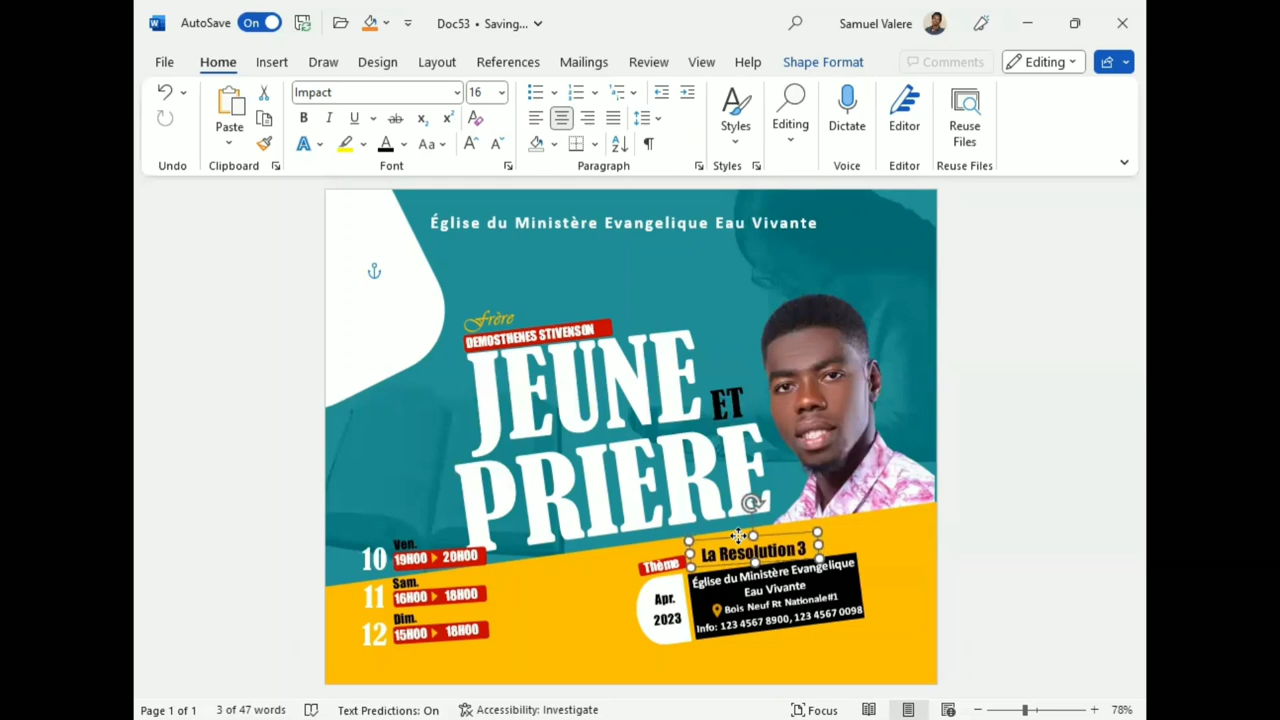 AutoSave On Doc53 • Saving... Samuel Valere
File Home Insert Draw Design Layout References Mailings Review View Help Shape Format Comments Editing
Impact 16
Paste Styles Editing Dictate Editor Reuse Files
Undo Clipboard Font Paragraph Styles Voice Editor Reuse Files
Église du Ministère Evangelique Eau Vivante
Frère
DEMOSTHENES STIVENSON
JEUNE
ET
PRIERE
Ven.
10 19H00 20H00
Sam.
11 16H00 18H00
Dim.
12 15H00 18H00
Thème La Resolution 3
Apr.
2023
Église du Ministère Evangelique
Eau Vivante
Bois Neuf Rt Nationale#1
Info: 123 4567 8900, 123 4567 0098
Page 1 of 1 3 of 47 words Text Predictions: On Accessibility: Investigate Focus 78%